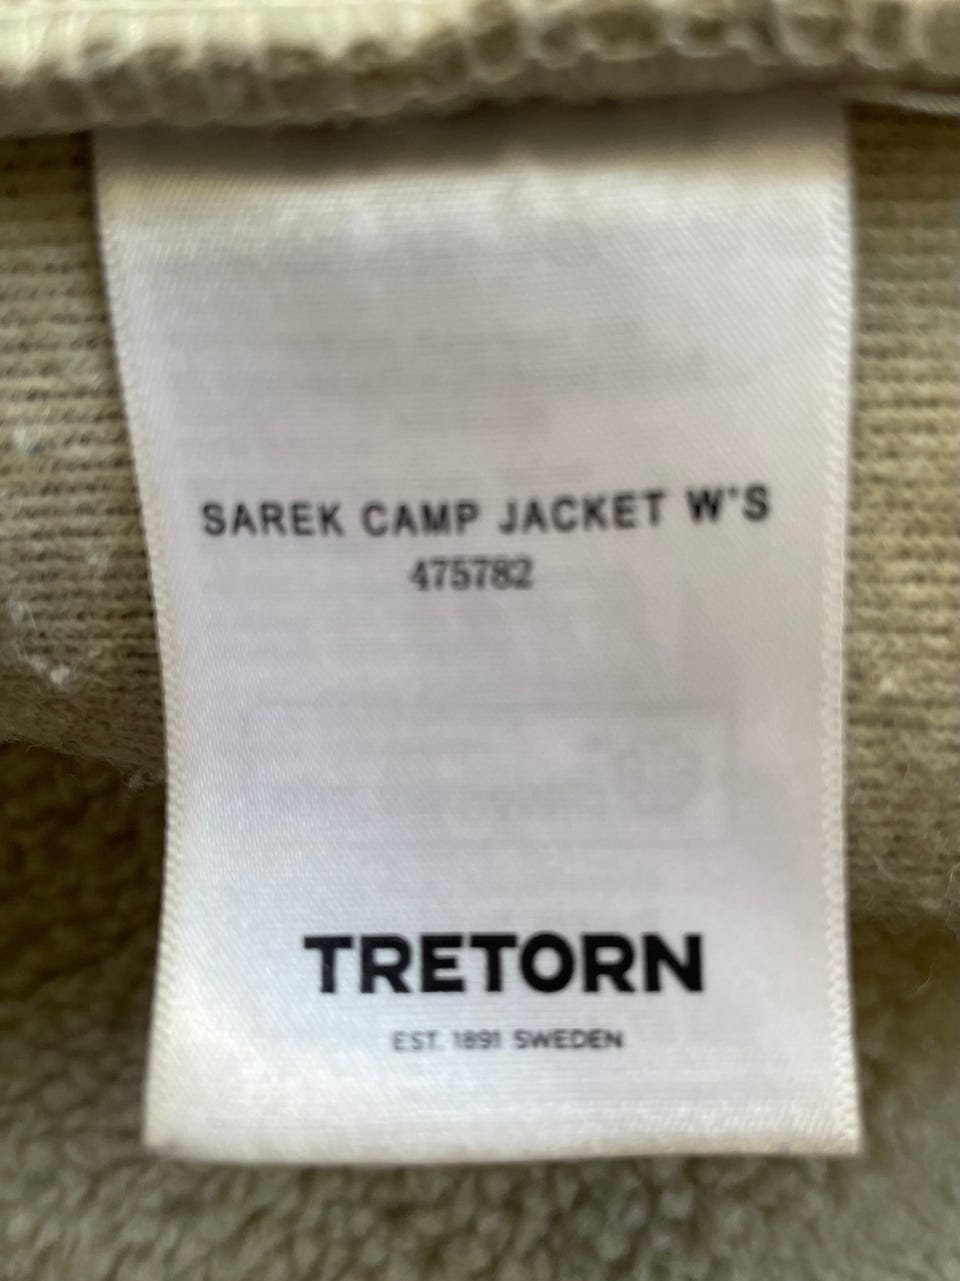 SAREK CAMP JACKET W'S
475782
TRETORN
EST. 1891 SWEDEN